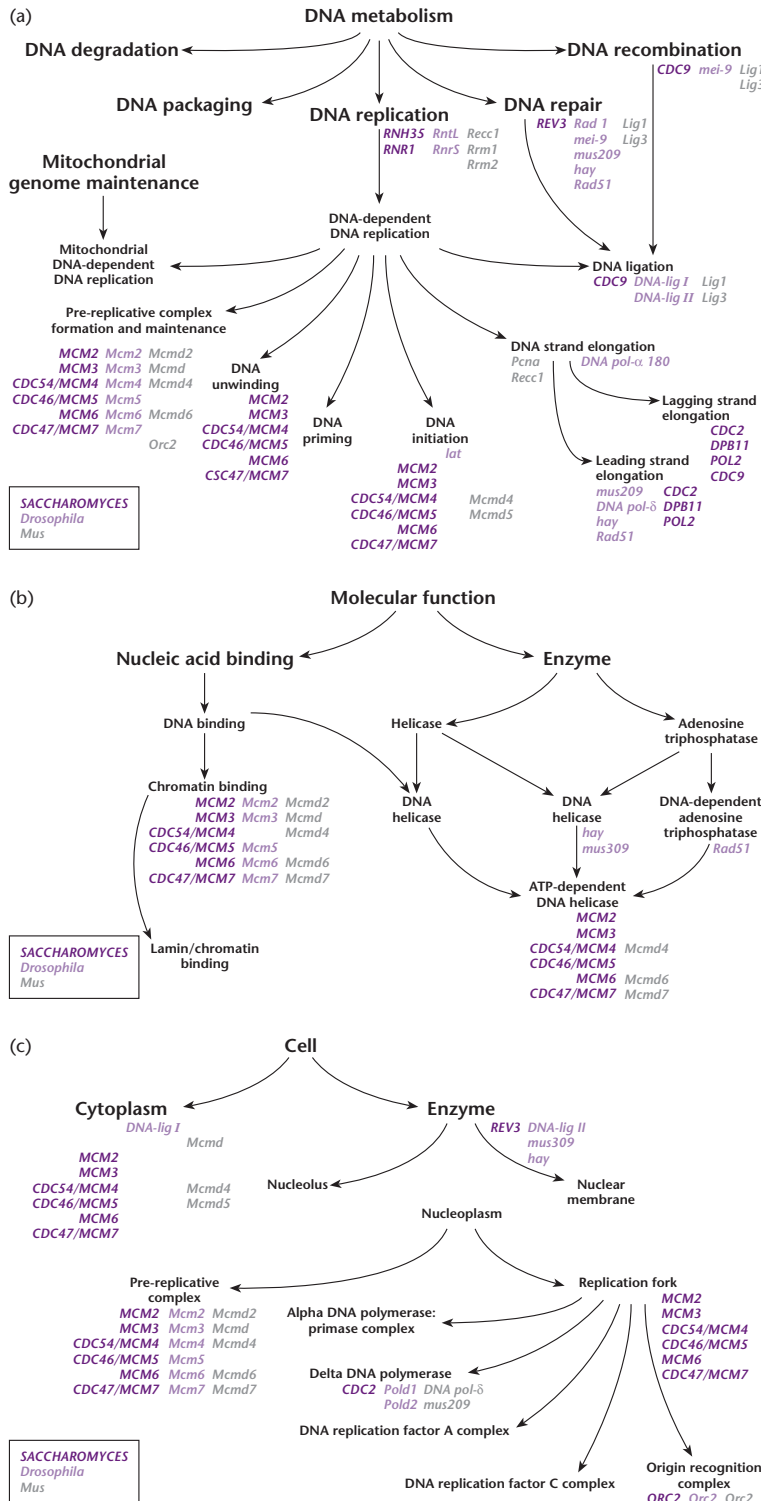 (a)
DNA metabolism
DNA degradation
DNA recombination
CDC9 mei-9 Lig1
Lig3
DNA packaging
DNA replication
RNH35 RntL Recc1
RNR1 RnrS Rrm1
Rrm2
DNA repair
REV3 Rad 1 Lig1
mei-9 Lig3
mus209
hay
Rad51
Mitochondrial
genome maintenance
DNA-dependent
DNA replication
Mitochondrial
DNA-dependent
DNA replication
DNA ligation
CDC9 DNA-lig I Lig1
DNA-lig II Lig3
Pre-replicative complex
formation and maintenance
MCM2 Mcm2 Mcmd2
MCM3 Mcm3 Mcmd
CDC54/MCM4 Mcm4 Mcmd4
CDC46/MCM5 Mcm5
MCM6 Mcm6 Mcmd6
CDC47/MCM7 Mcm7
Orc2
DNA
unwinding
MCM2
MCM3
CDC54/MCM4
CDC46/MCM5
MCM6
CSC47/MCM7
DNA
priming
DNA
initiation
lat
MCM2
MCM3
CDC54/MCM4 Mcmd4
CDC46/MCM5 Mcmd5
MCM6
CDC47/MCM7
DNA strand elongation
Pcna DNA pol-α 180
Recc1
Lagging strand
elongation
CDC2
DPB11
POL2
CDC9
Leading strand
elongation
mus209 CDC2
DNA pol-δ DPB11
hay POL2
Rad51
SACCHAROMYCES
Drosophila
Mus
(b)
Molecular function
Nucleic acid binding
Enzyme
DNA binding
Helicase
Adenosine
triphosphatase
Chromatin binding
MCM2 Mcm2 Mcmd2
MCM3 Mcm3 Mcmd
CDC54/MCM4 Mcmd4
CDC46/MCM5 Mcm5
MCM6 Mcm6 Mcmd6
CDC47/MCM7 Mcm7 Mcmd7
DNA
helicase
DNA
helicase
hay
mus309
DNA-dependent
adenosine
triphosphatase
Rad51
ATP-dependent
DNA helicase
MCM2
MCM3
CDC54/MCM4 Mcmd4
CDC46/MCM5
MCM6 Mcmd6
CDC47/MCM7 Mcmd7
Lamin/chromatin
binding
SACCHAROMYCES
Drosophila
Mus
(c)
Cell
Cytoplasm
DNA-lig I
Mcmd
MCM2
MCM3
CDC54/MCM4 Mcmd4
CDC46/MCM5 Mcmd5
MCM6
CDC47/MCM7
Enzyme
REV3 DNA-lig II
mus309
hay
Nucleolus
Nuclear
membrane
Nucleoplasm
Pre-replicative
complex
MCM2 Mcm2 Mcmd2
MCM3 Mcm3 Mcmd
CDC54/MCM4 Mcm4 Mcmd4
CDC46/MCM5 Mcm5
MCM6 Mcm6 Mcmd6
CDC47/MCM7 Mcm7 Mcmd7
Replication fork
MCM2
MCM3
CDC54/MCM4
CDC46/MCM5
MCM6
CDC47/MCM7
Alpha DNA polymerase:
primase complex
Delta DNA polymerase
CDC2 Pold1 DNA pol-δ
Pold2 mus209
DNA replication factor A complex
DNA replication factor C complex
Origin recognition
complex
ORC2 Orc2 Orc2
SACCHAROMYCES
Drosophila
Mus